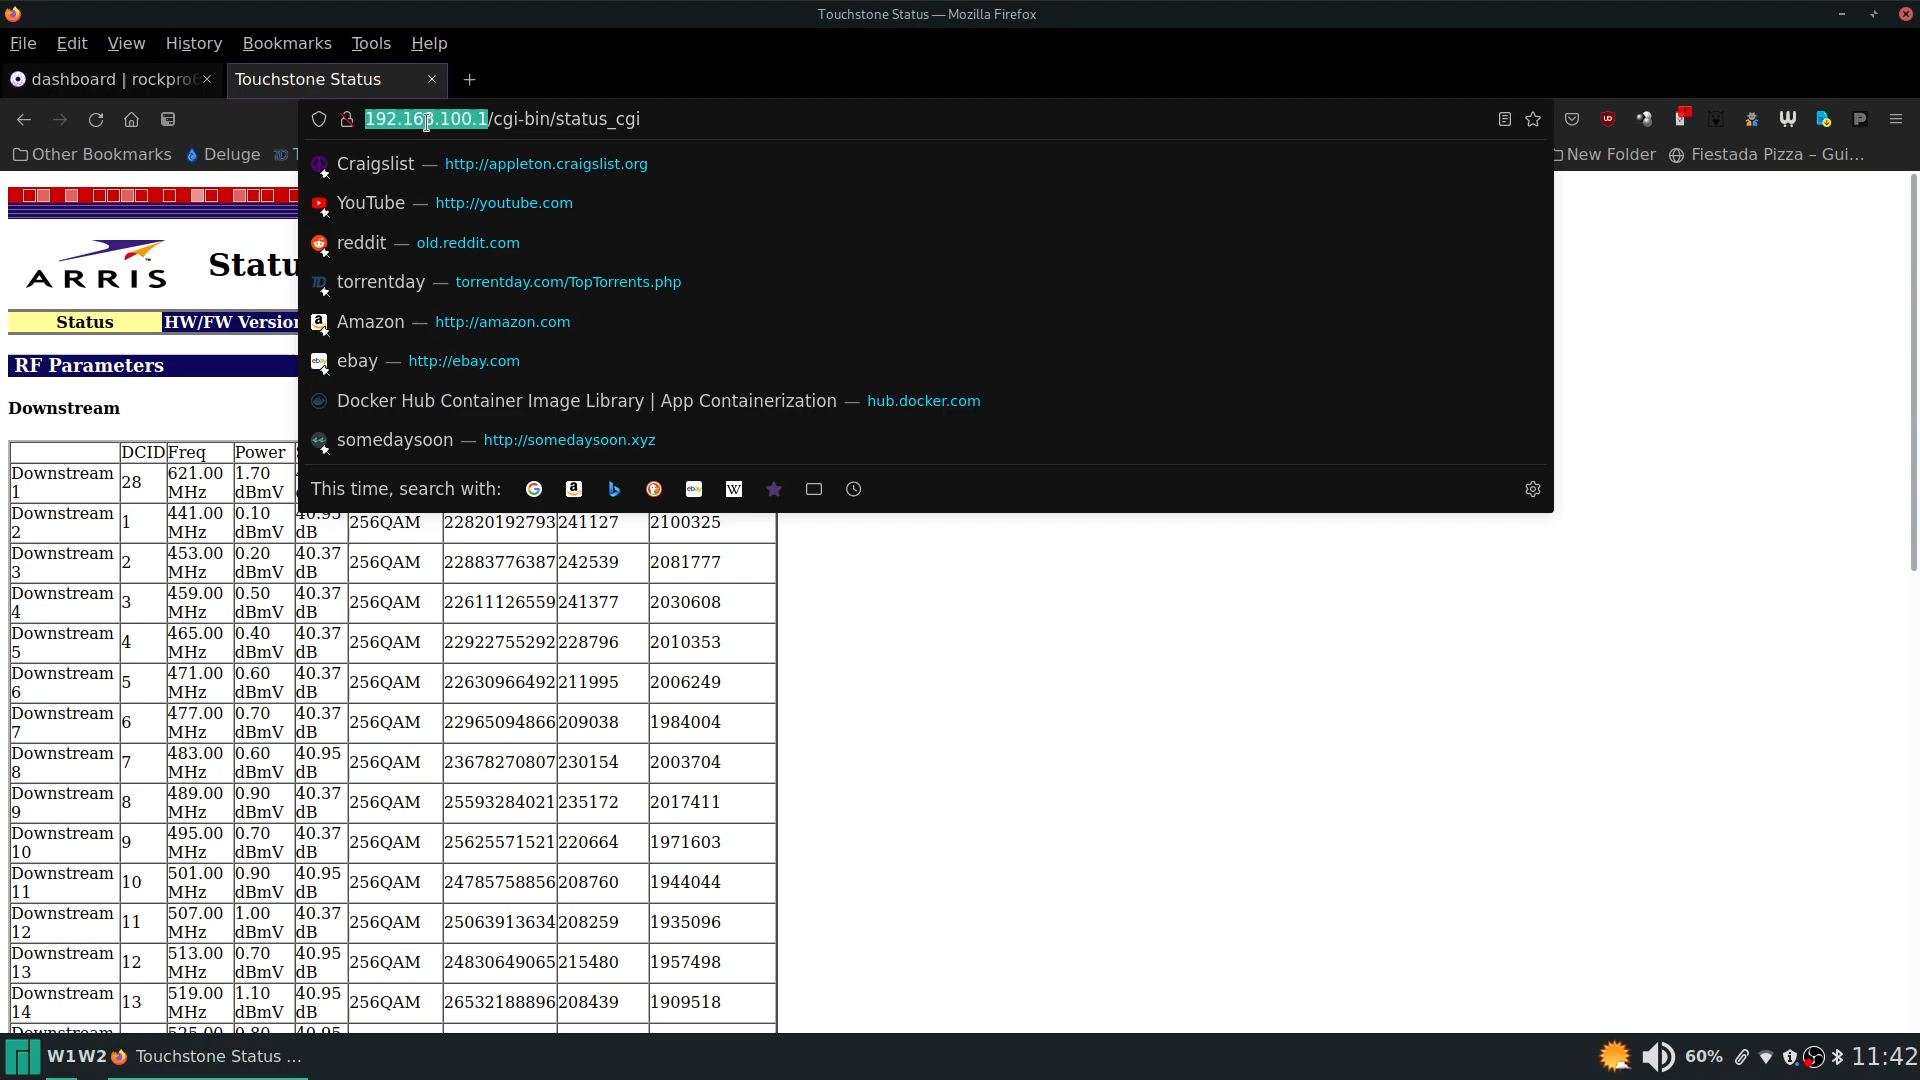 Touchstone Status — Mozilla Firefox
File Edit View History Bookmarks Tools Help
dashboard | rockpro6
Touchstone Status
192.168.100.1/cgi-bin/status_cgi
Other Bookmarks Deluge TD New Folder Fiestada Pizza – Gui…
Craigslist — http://appleton.craigslist.org
YouTube — http://youtube.com
reddit — old.reddit.com
torrentday — torrentday.com/TopTorrents.php
Amazon — http://amazon.com
ebay — http://ebay.com
Docker Hub Container Image Library | App Containerization — hub.docker.com
somedaysoon — http://somedaysoon.xyz
This time, search with:
ARRIS
Statu
Status HW/FW Version
RF Parameters
Downstream
DCID Freq Power
Downstream 1 28 621.00 MHz 1.70 dBmV
Downstream 2 1 441.00 MHz 0.10 dBmV 40.95 dB 256QAM 22820192793 241127 2100325
Downstream 3 2 453.00 MHz 0.20 dBmV 40.37 dB 256QAM 22883776387 242539 2081777
Downstream 4 3 459.00 MHz 0.50 dBmV 40.37 dB 256QAM 22611126559 241377 2030608
Downstream 5 4 465.00 MHz 0.40 dBmV 40.37 dB 256QAM 22922755292 228796 2010353
Downstream 6 5 471.00 MHz 0.60 dBmV 40.37 dB 256QAM 22630966492 211995 2006249
Downstream 7 6 477.00 MHz 0.70 dBmV 40.37 dB 256QAM 22965094866 209038 1984004
Downstream 8 7 483.00 MHz 0.60 dBmV 40.95 dB 256QAM 23678270807 230154 2003704
Downstream 9 8 489.00 MHz 0.90 dBmV 40.37 dB 256QAM 25593284021 235172 2017411
Downstream 10 9 495.00 MHz 0.70 dBmV 40.37 dB 256QAM 25625571521 220664 1971603
Downstream 11 10 501.00 MHz 0.90 dBmV 40.95 dB 256QAM 24785758856 208760 1944044
Downstream 12 11 507.00 MHz 1.00 dBmV 40.37 dB 256QAM 25063913634 208259 1935096
Downstream 13 12 513.00 MHz 0.70 dBmV 40.95 dB 256QAM 24830649065 215480 1957498
Downstream 14 13 519.00 MHz 1.10 dBmV 40.95 dB 256QAM 26532188896 208439 1909518
W1 W2 Touchstone Status ... 60% 11:42